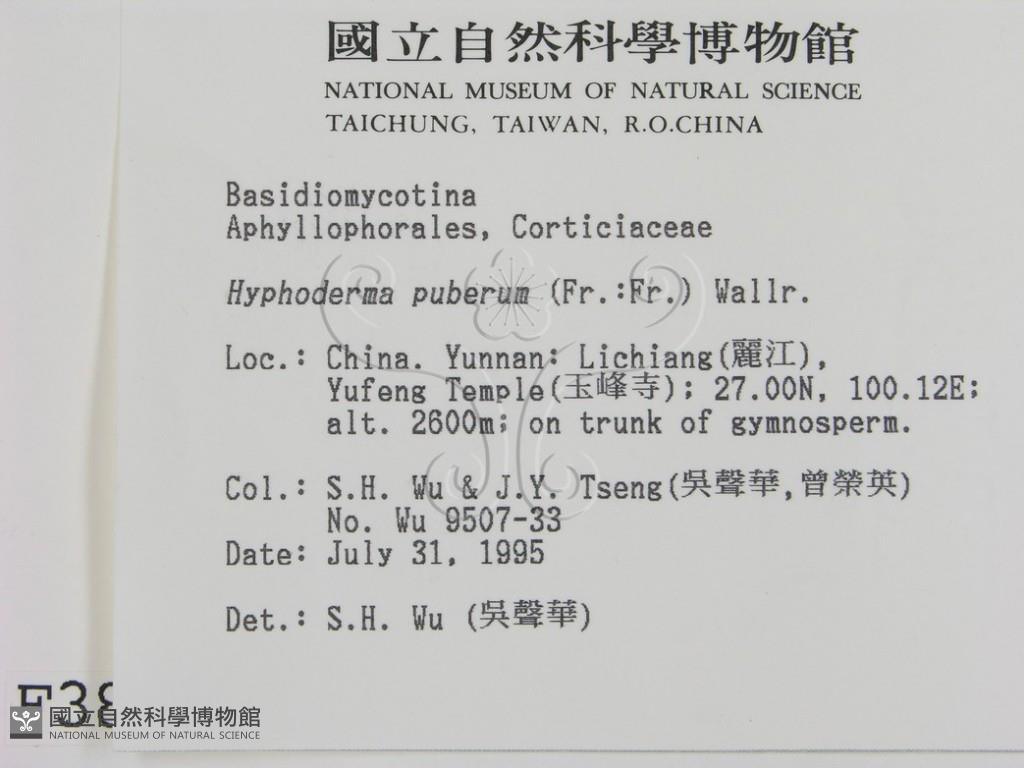 國立自然科學博物館
NATIONAL MUSEUM OF NATURAL SCIENCE
TAICHUNG, TAIWAN, R.O.CHINA
Basidiomycotina
Aphyllophorales, Corticiaceae
Hyphoderma puberum (Fr.:Fr.) Wallr.
Loc.: China. Yunnan: Lichiang(麗江),
Yufeng Temple(玉峰寺); 27.00N, 100.12E;
alt. 2600m; on trunk of gymnosperm.
Col.: S.H. Wu & J.Y. Tseng(吳聲華,曾榮英)
No. Wu 9507-33
Date: July 31, 1995
Det.: S.H. Wu (吳聲華)
國立自然科學博物館
NATIONAL MUSEUM OF NATURAL SCIENCE